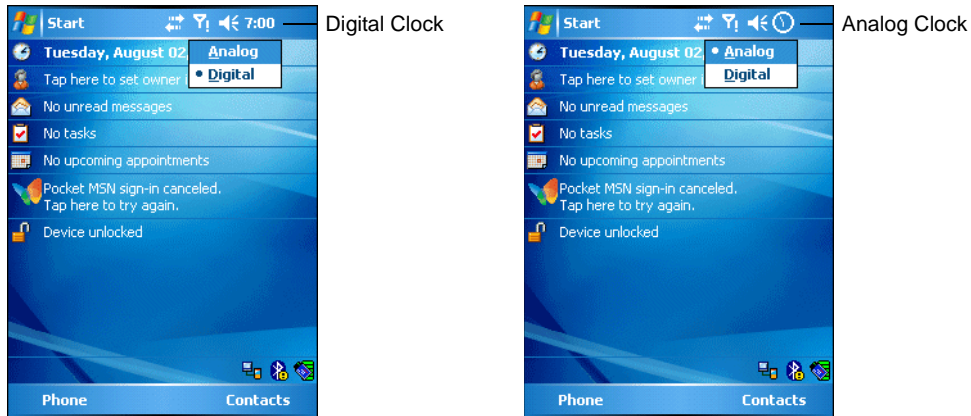 Start 7:00
Digital Clock
Tuesday, August 02,
Analog
Tap here to set owner i
• Digital
No unread messages
No tasks
No upcoming appointments
Pocket MSN sign-in canceled.
Tap here to try again.
Device unlocked
Phone Contacts
Start
Analog Clock
Tuesday, August 02,
• Analog
Tap here to set owner i
Digital
No unread messages
No tasks
No upcoming appointments
Pocket MSN sign-in canceled.
Tap here to try again.
Device unlocked
Phone Contacts